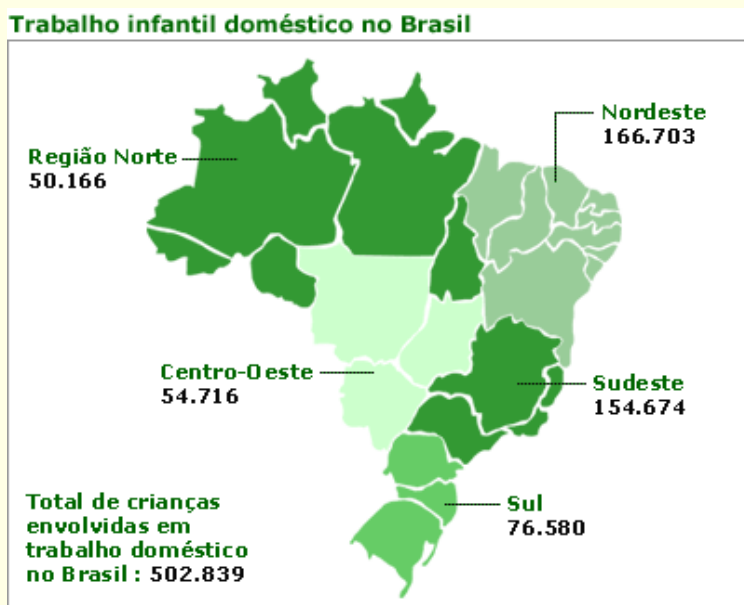 Trabalho infantil doméstico no Brasil
Nordeste
166.703
Região Norte
50.166
Centro-Oeste
54.716
Sudeste
154.674
Sul
76.580
Total de crianças
envolvidas em
trabalho doméstico
no Brasil : 502.839